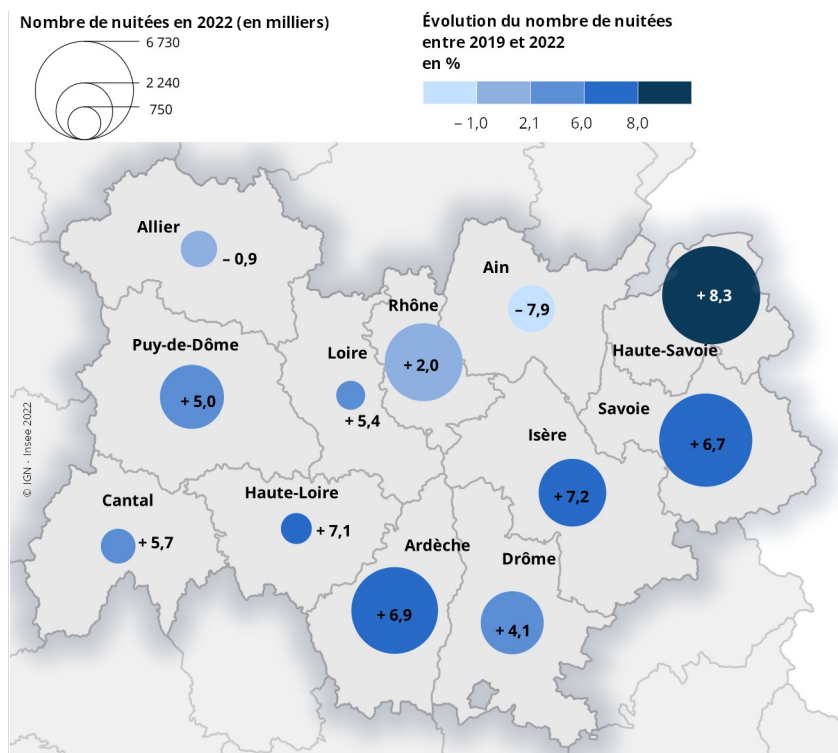 Nombre de nuitées en 2022 (en milliers)
6 730
2 240
750
Évolution du nombre de nuitées
entre 2019 et 2022
en %
– 1,0
2,1
6,0
8,0
Allier
– 0,9
Ain
– 7,9
+ 8,3
Haute-Savoie
Rhône
+ 2,0
Puy-de-Dôme
+ 5,0
Loire
+ 5,4
Savoie
+ 6,7
Isère
+ 7,2
Cantal
+ 5,7
Haute-Loire
+ 7,1
Ardèche
+ 6,9
Drôme
+ 4,1
© IGN - Insee 2022